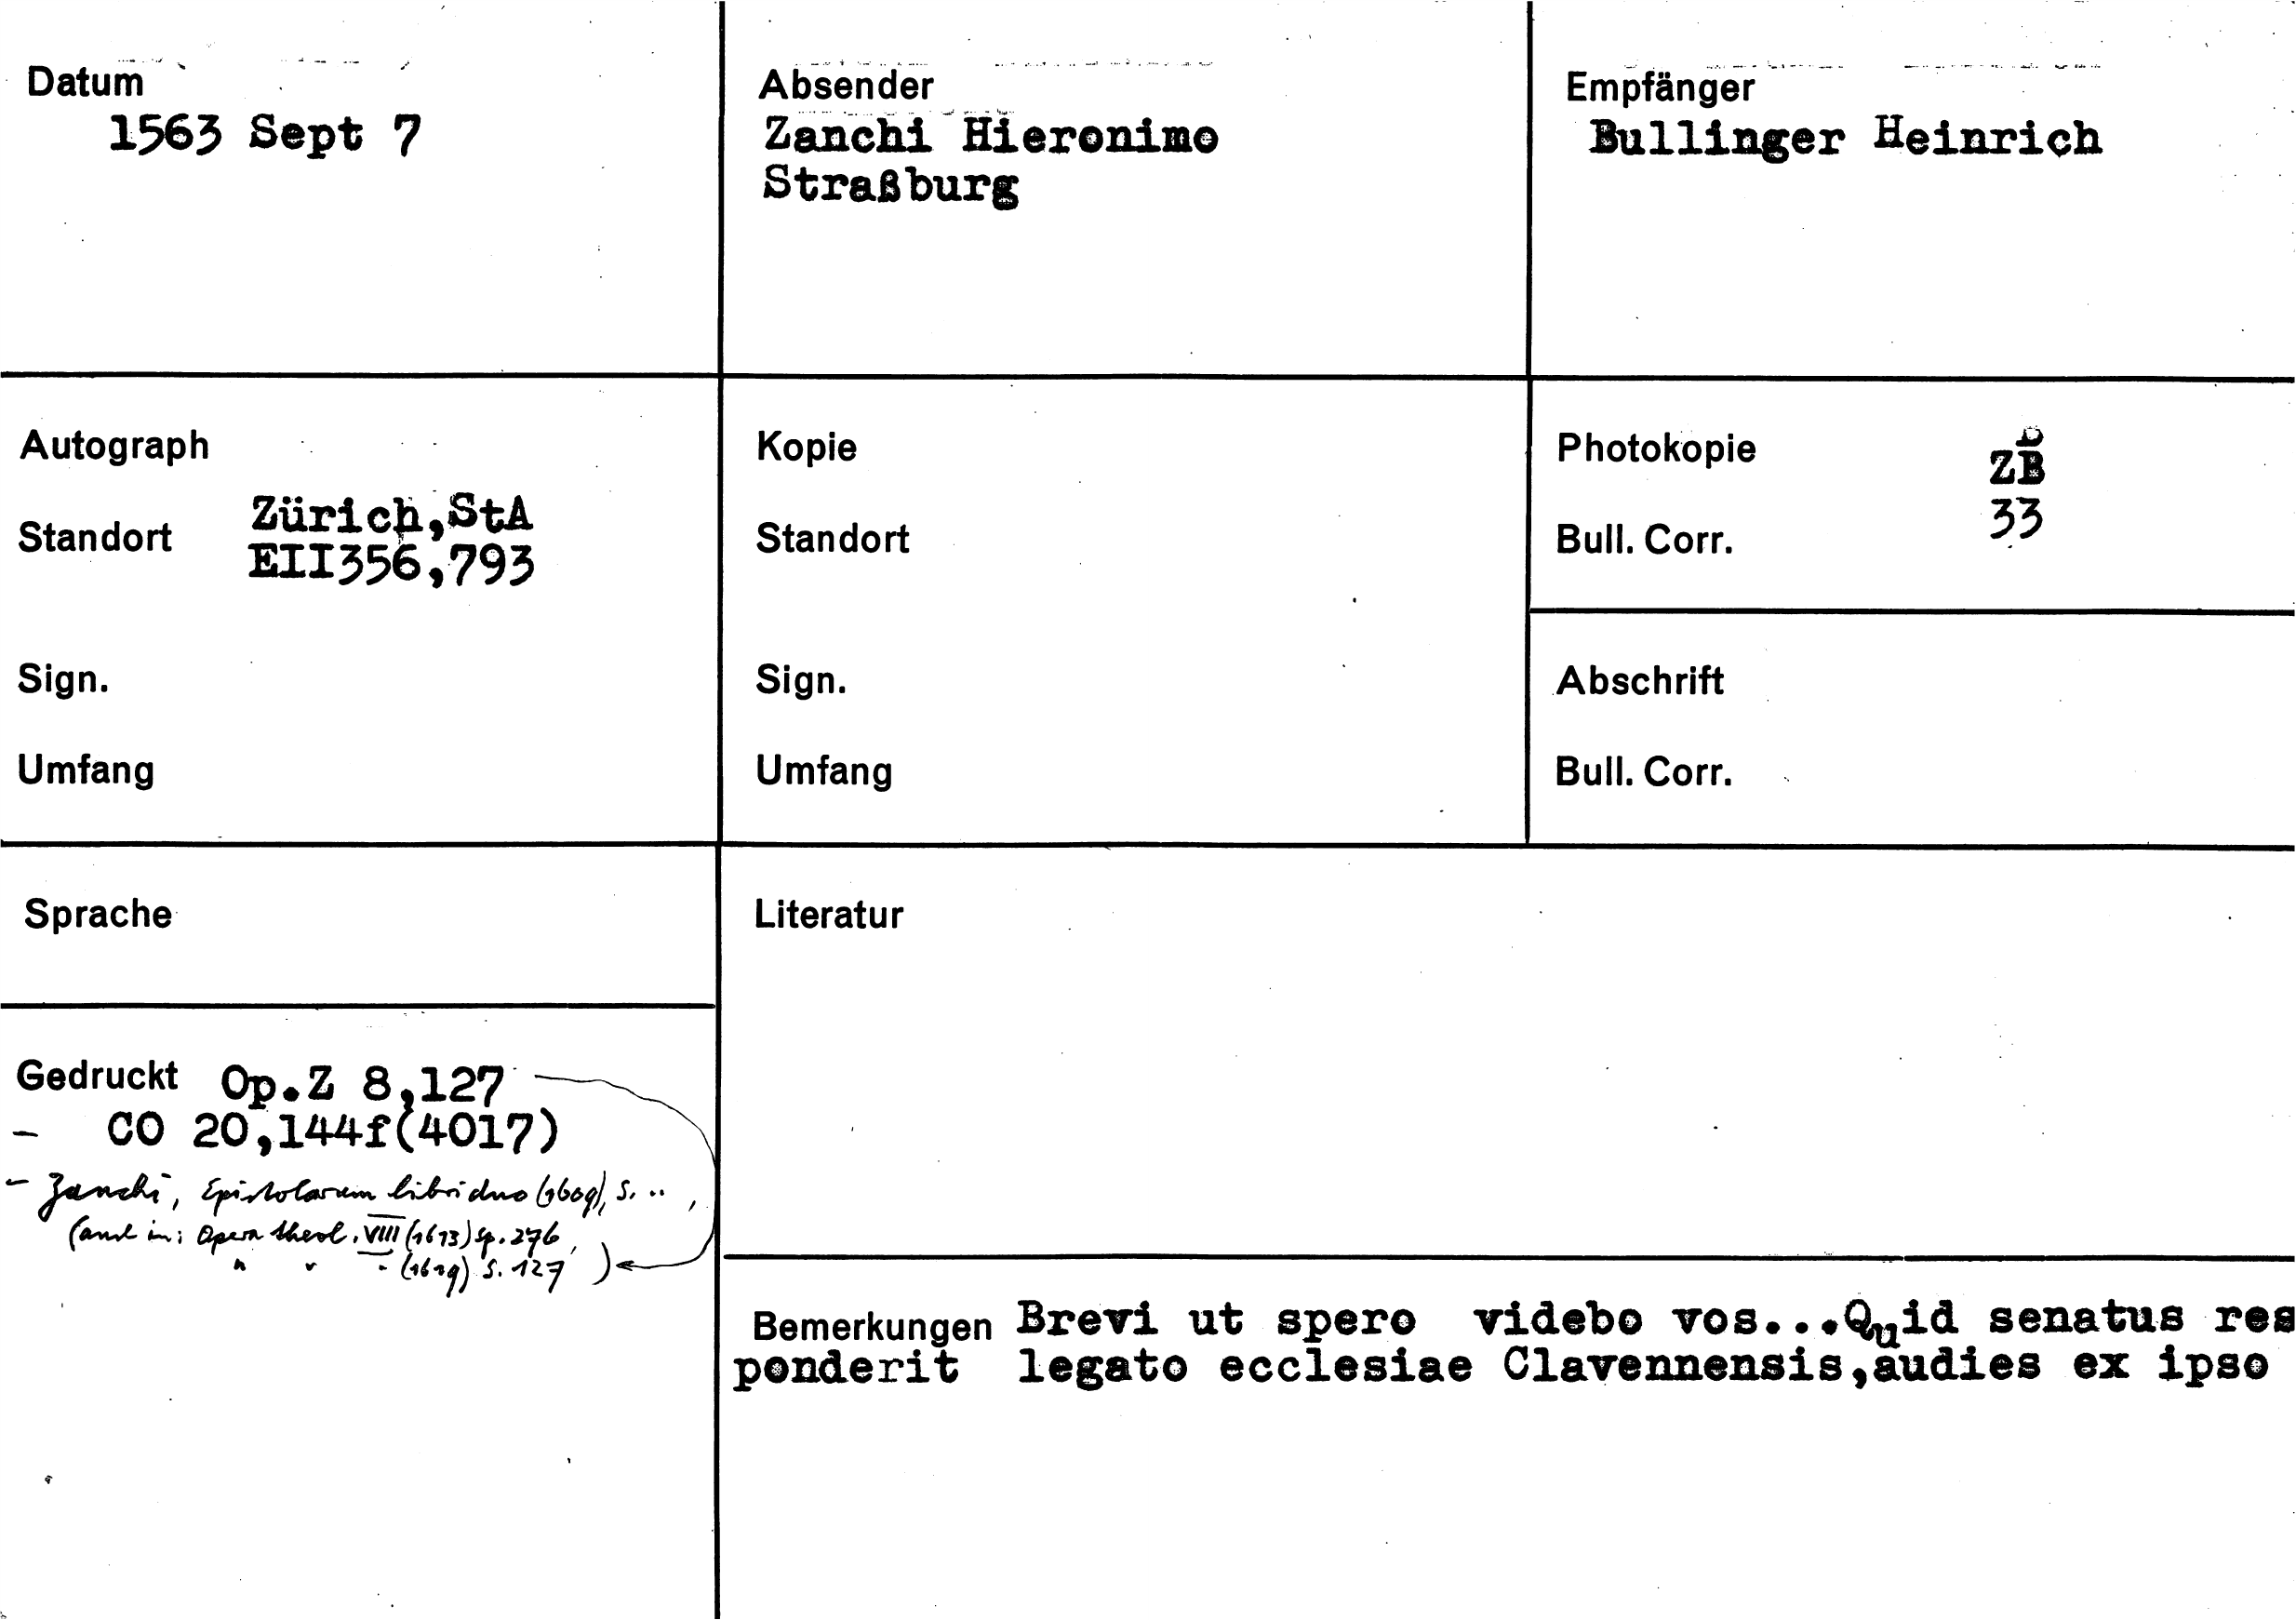 Datum
1563 Sept 7
Absender
Zanchi Hieronimo
Straßburg
Empfänger
Bullinger Heinrich
Autograph
Standort
Zürich,StA
EII356,793
Sign.
Umfang
Kopie
Standort
Sign.
Umfang
Photokopie
ZB
Bull. Corr.
33
Abschrift
Bull. Corr.
Sprache
Literatur
Gedruckt Op.Z 8,127
- CO 20,144f(4017)
- Zanchi, Epistolarum libri duo (1609), S. .. ,
(auch in: Opera theol. VIII (1613) Sp. 276,
" " " (1619) S. 127 )
Bemerkungen Brevi ut spero videbo vos...Quid senatus res
ponderit legato ecclesiae Clavennensis,audies ex ipso